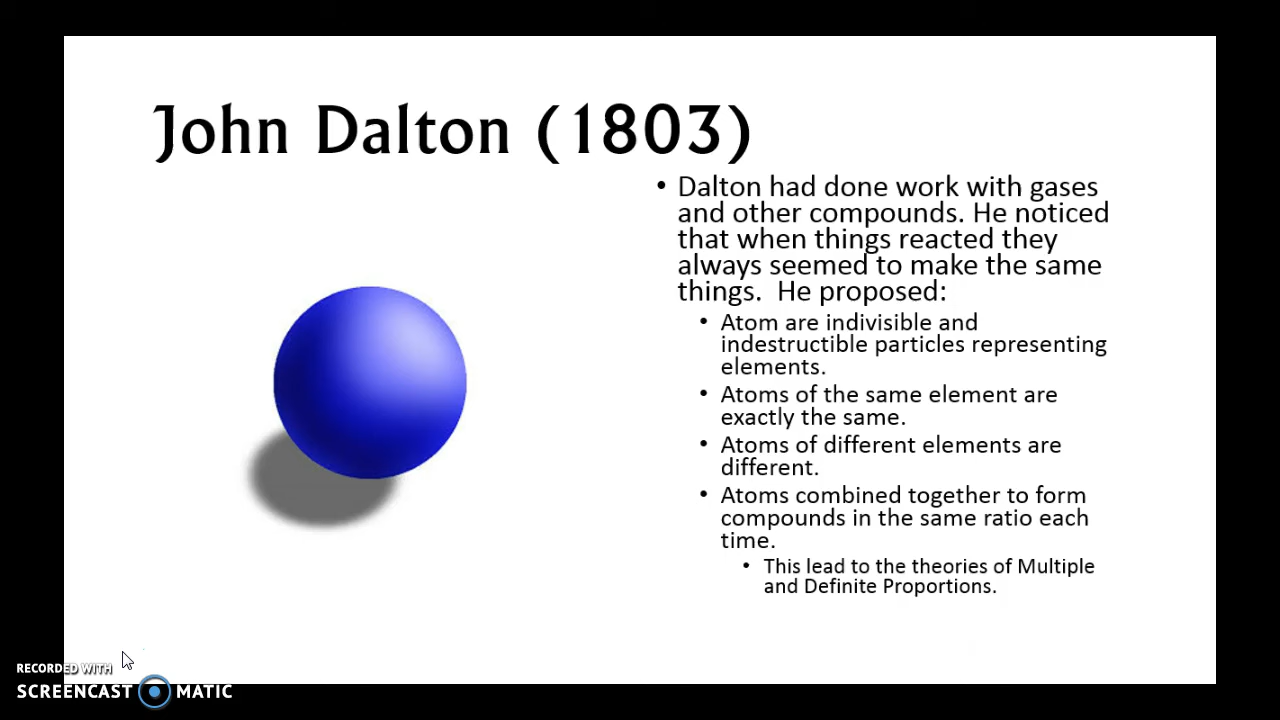 John Dalton (1803)
• Dalton had done work with gases
and other compounds. He noticed
that when things reacted they
always seemed to make the same
things.  He proposed:
• Atom are indivisible and
indestructible particles representing
elements.
• Atoms of the same element are
exactly the same.
• Atoms of different elements are
different.
• Atoms combined together to form
compounds in the same ratio each
time.
• This lead to the theories of Multiple
and Definite Proportions.
RECORDED WITH
SCREENCAST MATIC